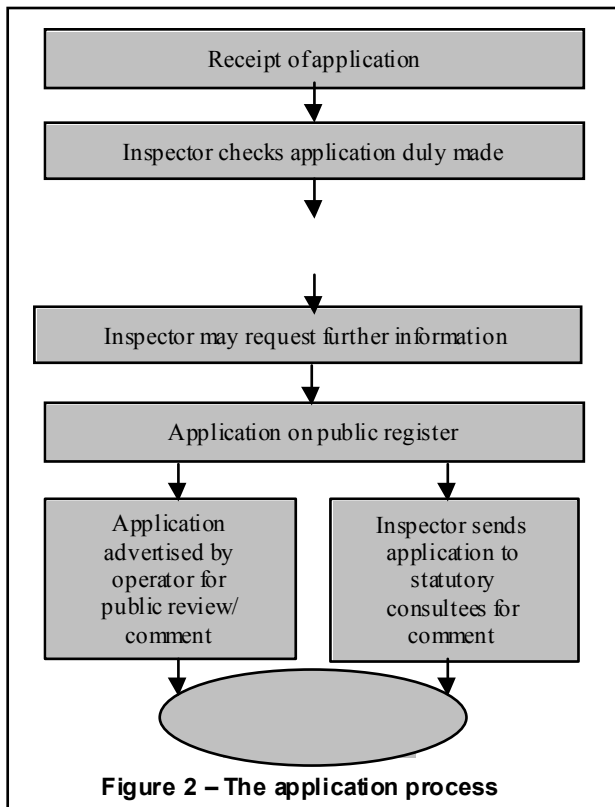 Receipt of application
Inspector checks application duly made
Inspector may request further information
Application on public register
Application
advertised by
operator for
public review/
comment
Inspector sends
application to
statutory
consultees for
comment
Figure 2 – The application process